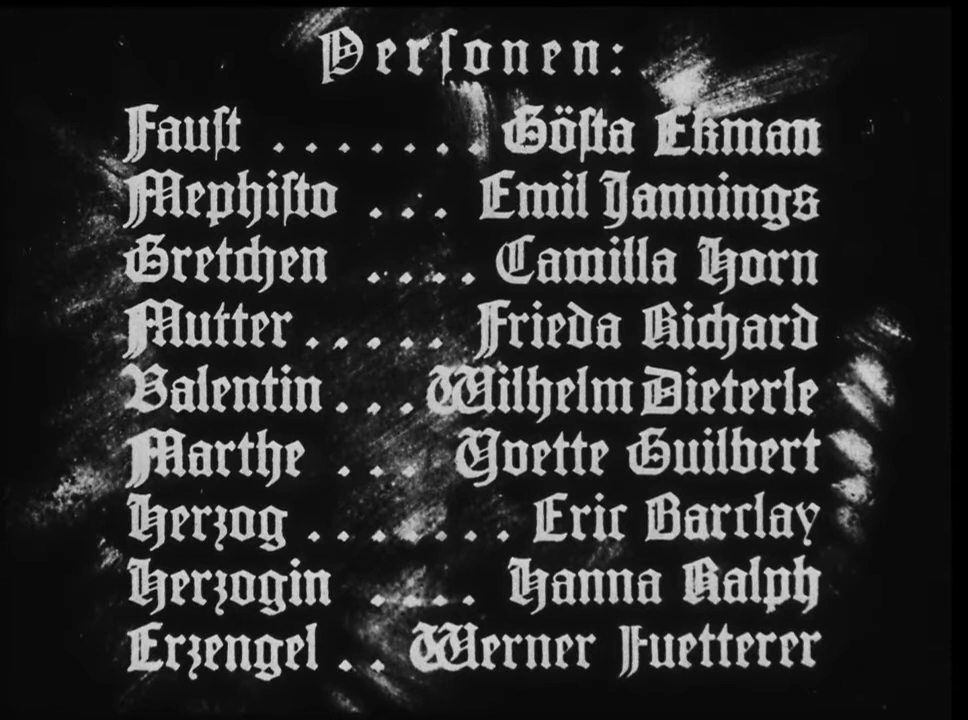 Perſonen:
Fauſt ....... Göſta Ekman
Mephiſto ... Emil Jannings
Gretchen .... Camilla Horn
Mutter ..... Frieda Richard
Valentin ... Wilhelm Dieterle
Marthe ... Yvette Guilbert
Herzog ....... Eric Barclay
Herzogin .... Hanna Ralph
Erzengel .. Werner Fuetterer